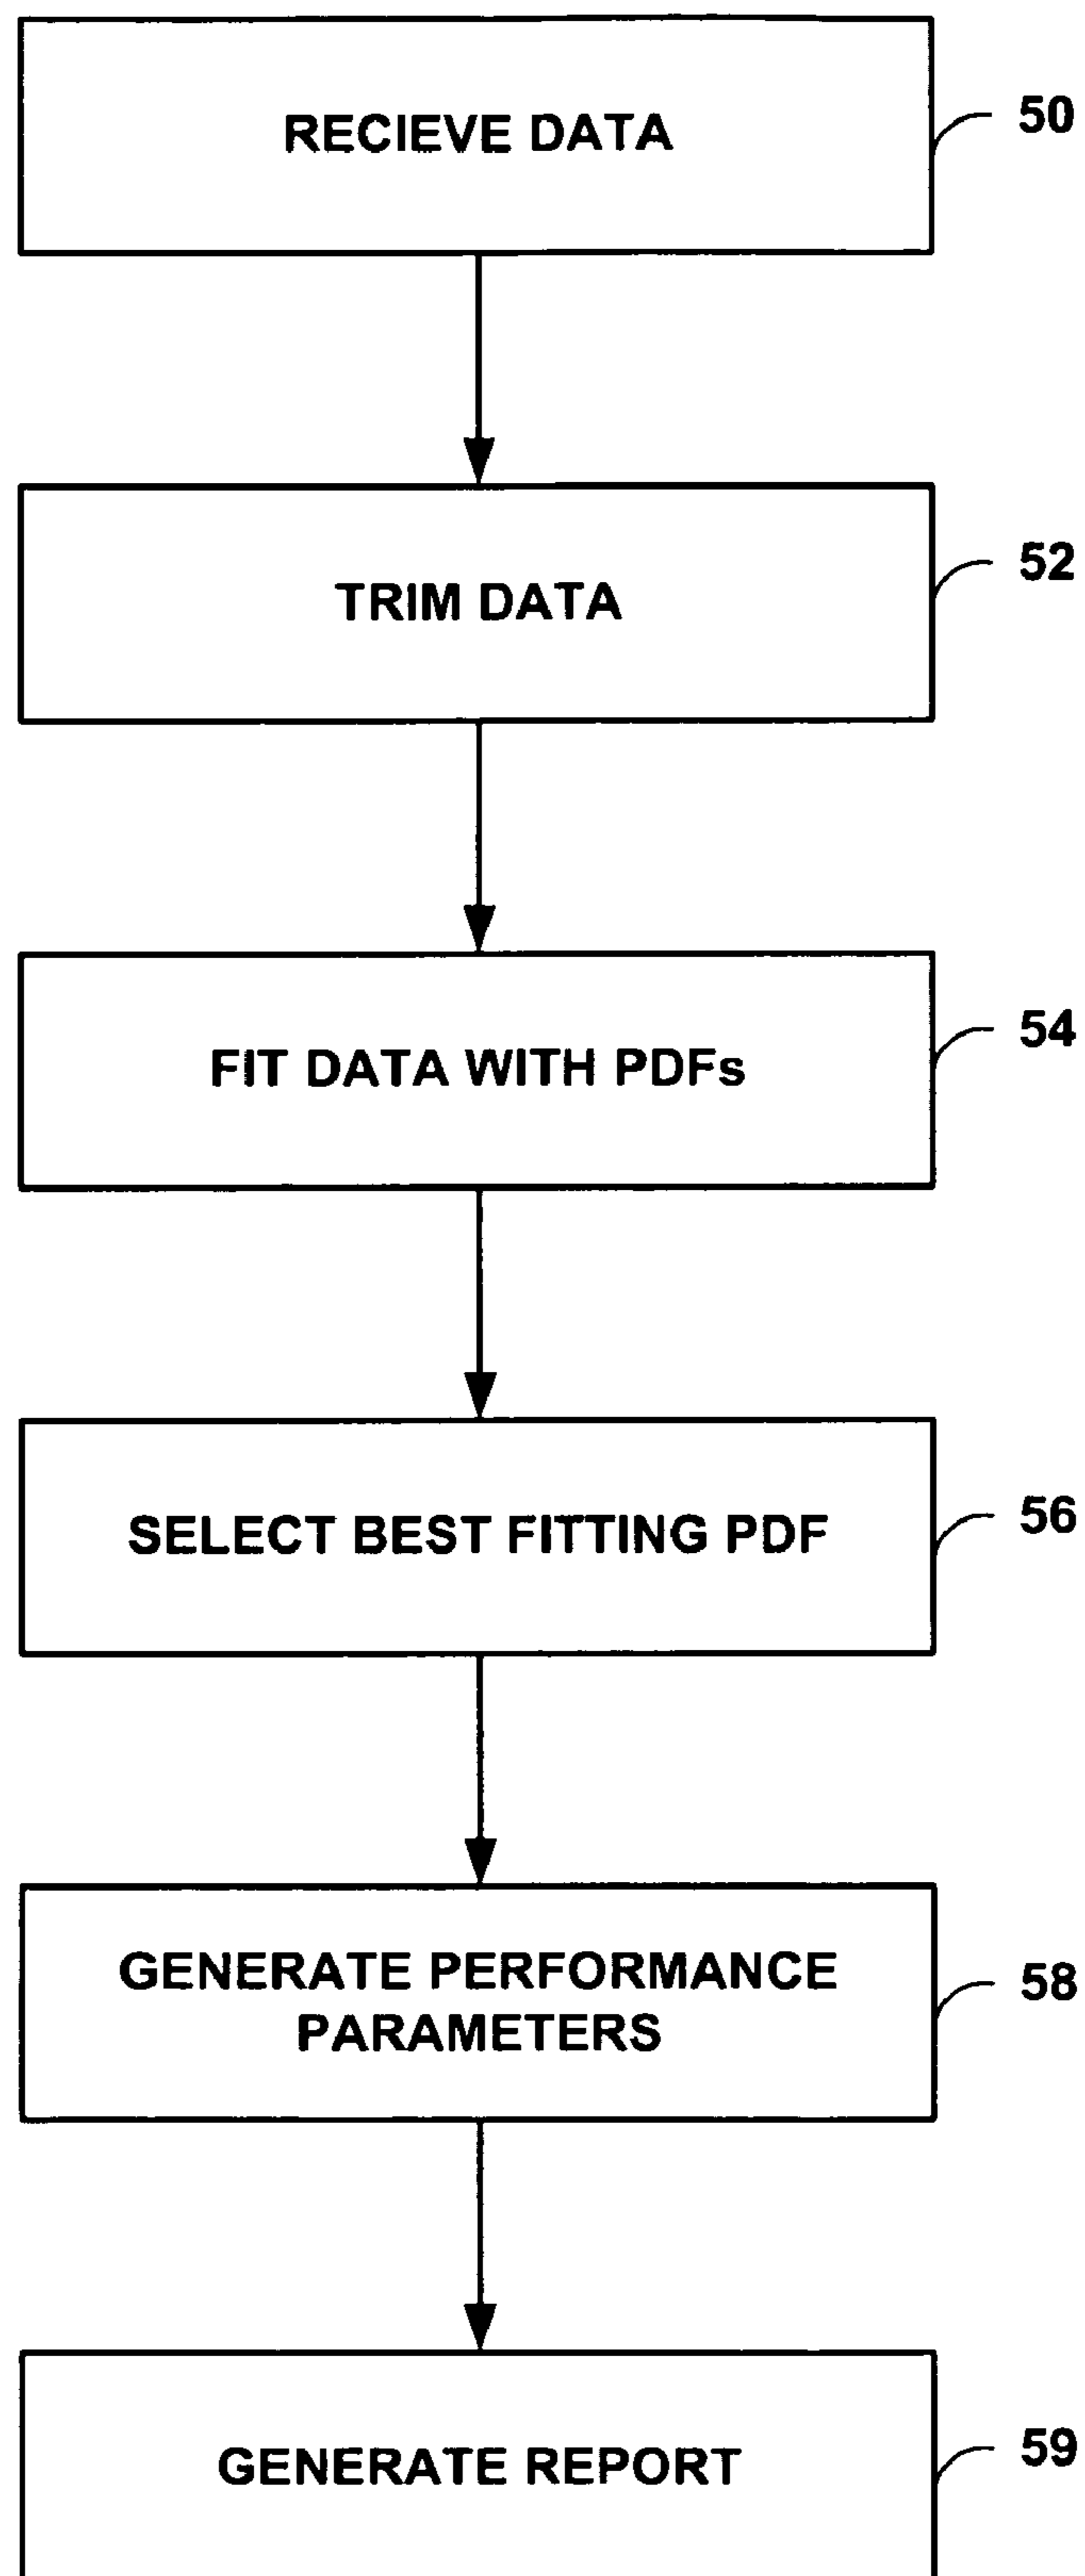 RECIEVE DATA
50
TRIM DATA
52
FIT DATA WITH PDFs
54
SELECT BEST FITTING PDF
56
GENERATE PERFORMANCE
PARAMETERS
58
GENERATE REPORT
59